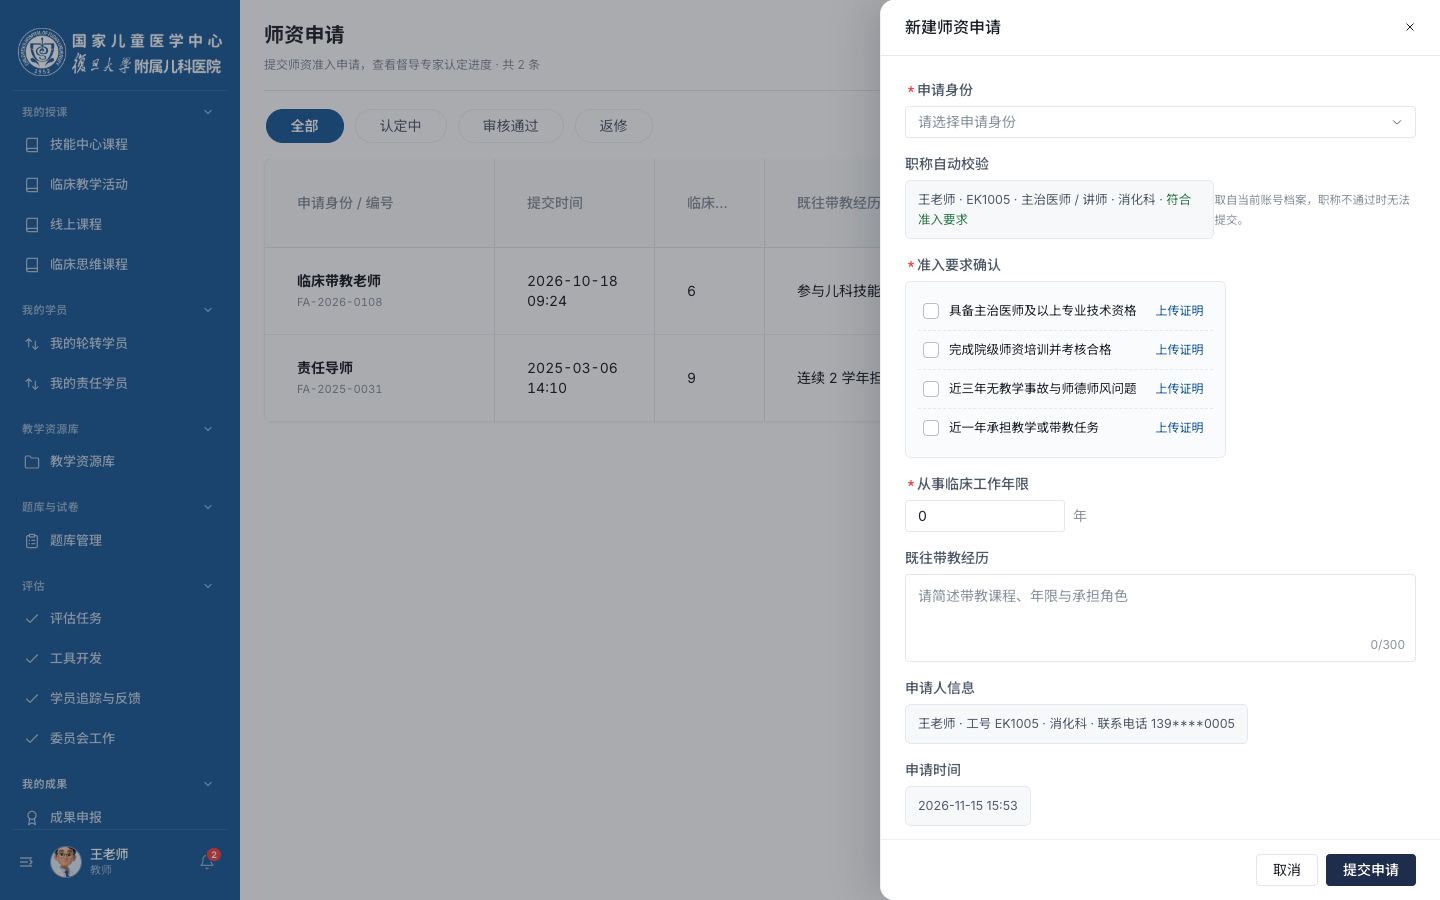 国家儿童医学中心
復旦大学附属儿科医院
1952
我的授课
技能中心课程
临床教学活动
线上课程
临床思维课程
我的学员
我的轮转学员
我的责任学员
教学资源库
教学资源库
题库与试卷
题库管理
评估
评估任务
工具开发
学员追踪与反馈
委员会工作
我的成果
成果申报
王老师
教师
2
师资申请
提交师资准入申请，查看督导专家认定进度 · 共 2 条
全部
认定中
审核通过
返修
申请身份 / 编号
提交时间
临床...
既往带教经历
临床带教老师
FA-2026-0108
2026-10-18
09:24
6
参与儿科技能
责任导师
FA-2025-0031
2025-03-06
14:10
9
连续 2 学年担
新建师资申请
* 申请身份
请选择申请身份
职称自动校验
王老师 · EK1005 · 主治医师 / 讲师 · 消化科 · 符合
准入要求
取自当前账号档案，职称不通过时无法
提交。
* 准入要求确认
具备主治医师及以上专业技术资格 上传证明
完成院级师资培训并考核合格 上传证明
近三年无教学事故与师德师风问题 上传证明
近一年承担教学或带教任务 上传证明
* 从事临床工作年限
0 年
既往带教经历
请简述带教课程、年限与承担角色
0/300
申请人信息
王老师 · 工号 EK1005 · 消化科 · 联系电话 139****0005
申请时间
2026-11-15 15:53
取消
提交申请